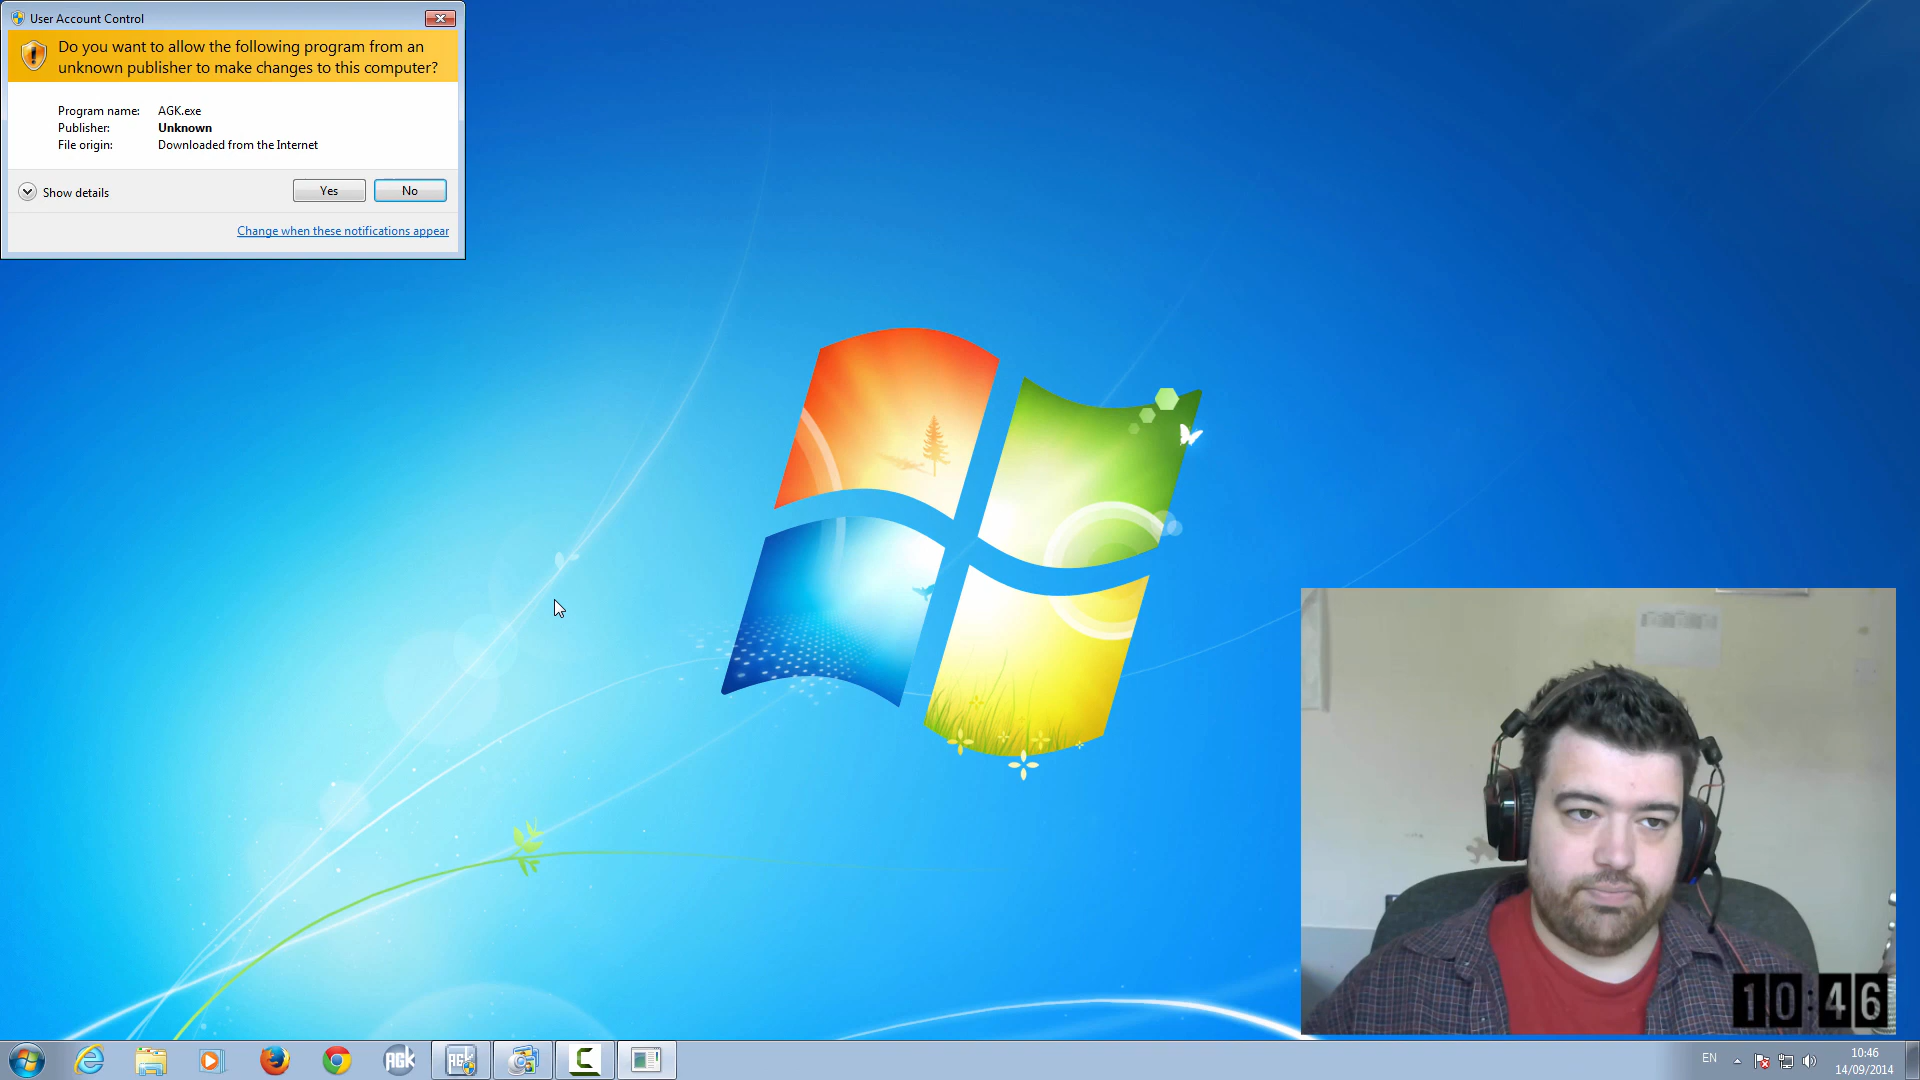 User Account Control
Do you want to allow the following program from an
unknown publisher to make changes to this computer?
Program name: AGK.exe
Publisher: Unknown
File origin: Downloaded from the Internet
Show details
Yes
No
Change when these notifications appear
10:46
AGK
AGK
EN
10:46
14/09/2014